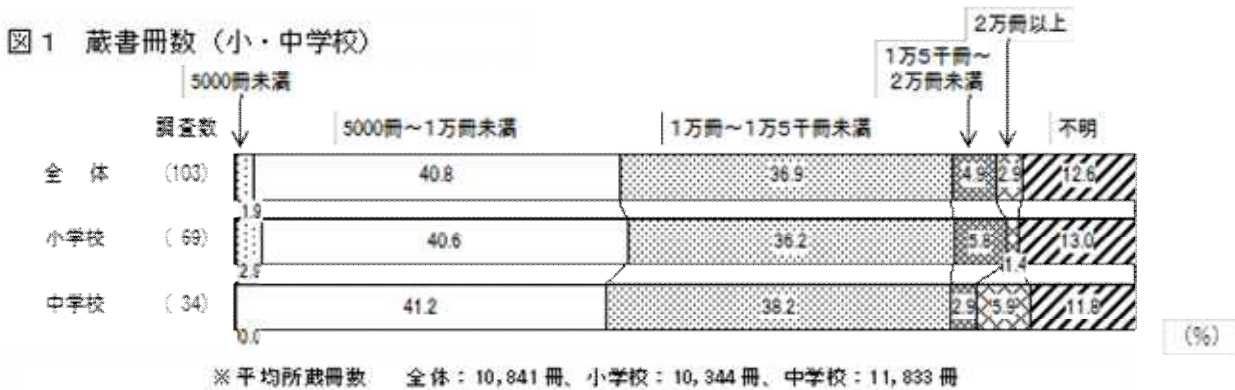 図1 蔵書冊数（小・中学校）
2万冊以上
1万5千冊～
2万冊未満
5000冊未満
調査数 5000冊～1万冊未満 1万冊～1万5千冊未満 不明
全 体 (103) 1.9 40.8 36.9 4.9 2.9 12.6
小学校 ( 69) 2.9 40.6 36.2 5.8 1.4 13.0
中学校 ( 34) 0.0 41.2 38.2 2.9 5.9 11.8
(%)
※平均所蔵冊数 全体：10,841冊、小学校：10,344冊、中学校：11,833冊